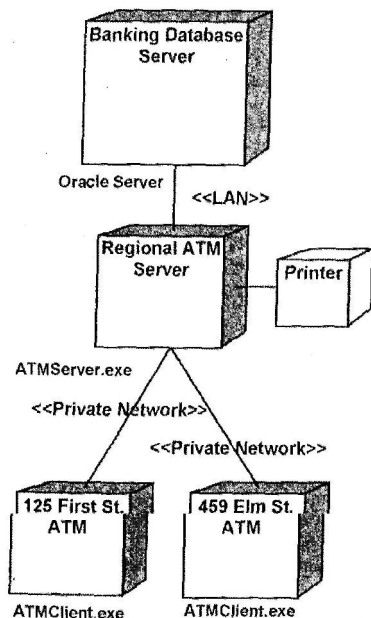 Banking Database
Server
Oracle Server
<<LAN>>
Regional ATM
Server
Printer
ATMServer.exe
<<Private Network>>
<<Private Network>>
125 First St.
ATM
459 Elm St.
ATM
ATMClient.exe
ATMClient.exe